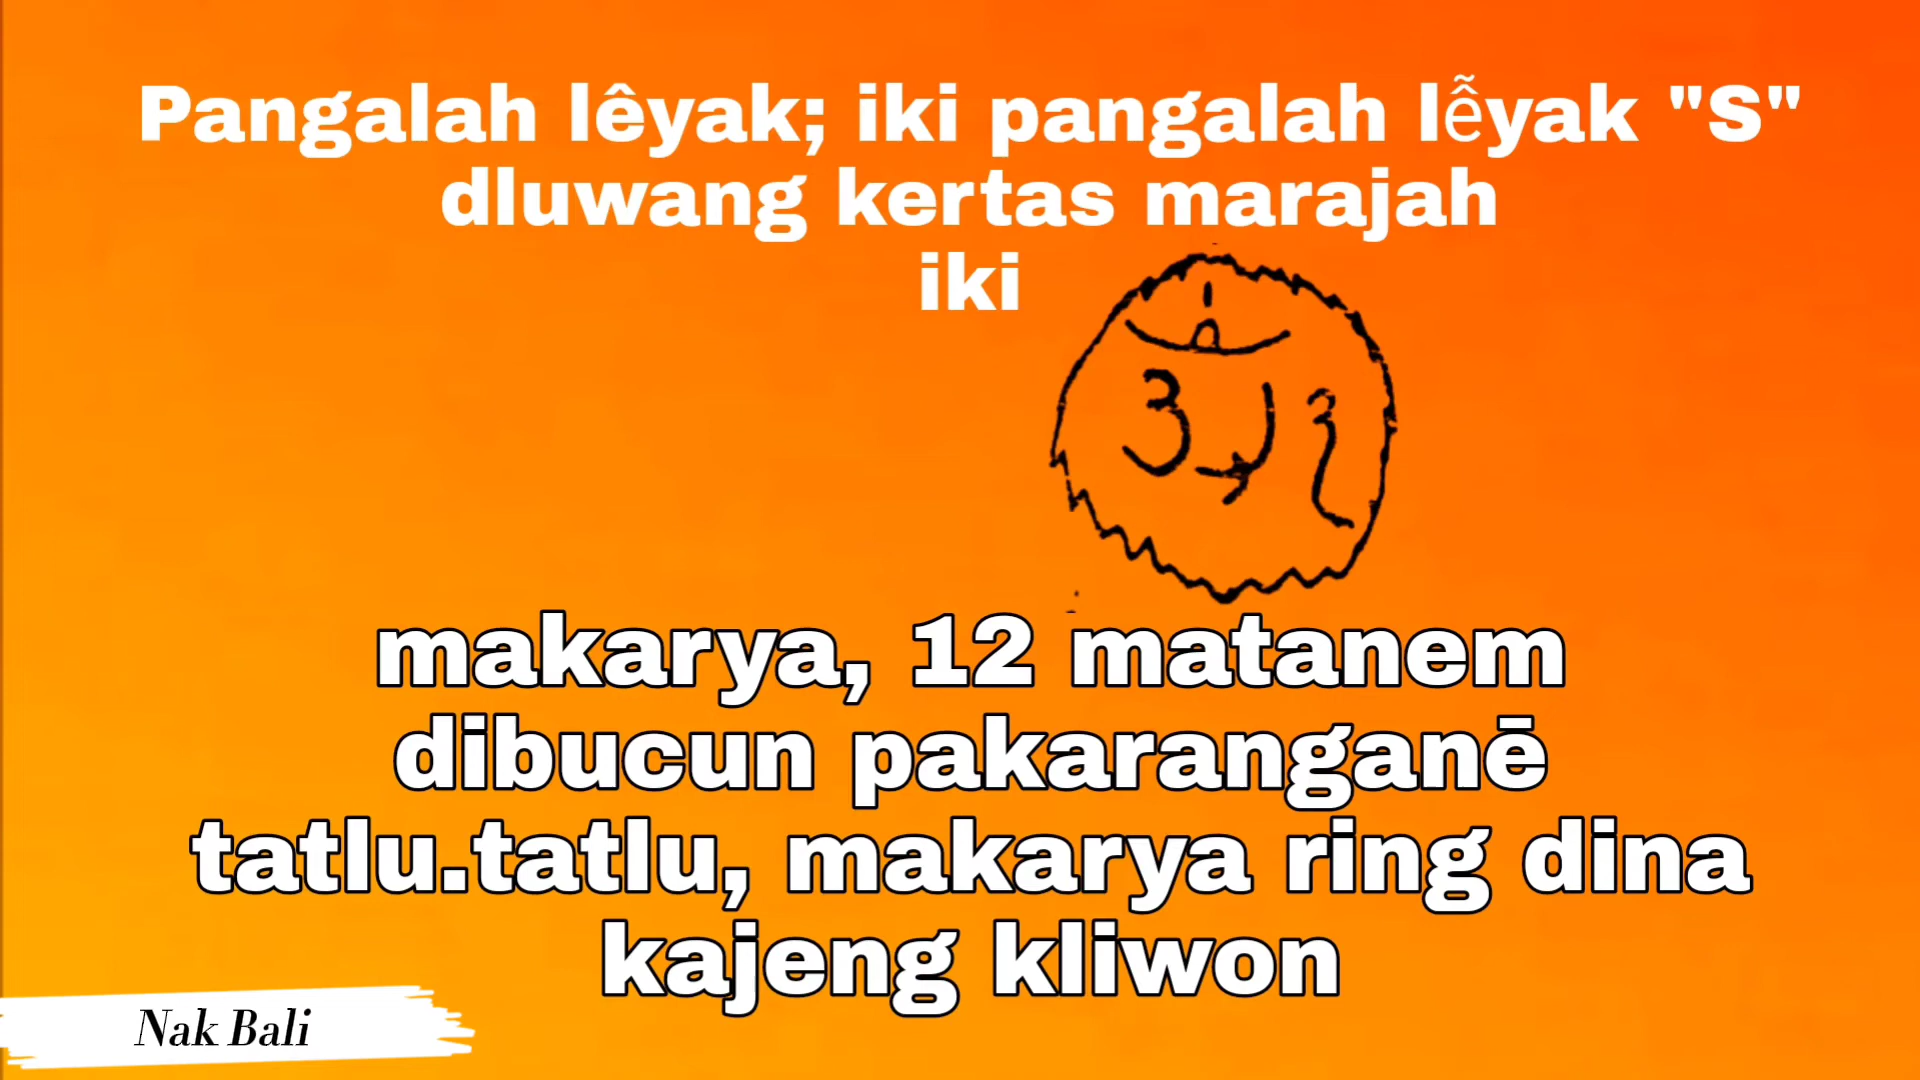 Pangalah lêyak; iki pangalah lễyak "S"
dluwang kertas marajah
iki
makarya, 12 matanem
dibucun pakaranganē
tatlu.tatlu, makarya ring dina
kajeng kliwon
Nak Bali